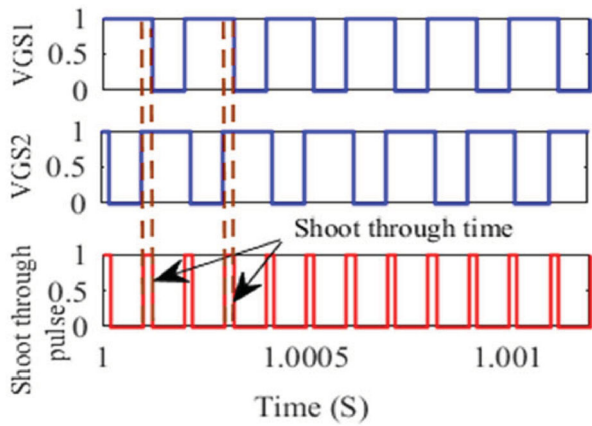 VGS1
1
0.5
0
VGS2
1
0.5
0
Shoot through time
Shoot through
pulse
1
0.5
0
1
1.0005
1.001
Time (S)